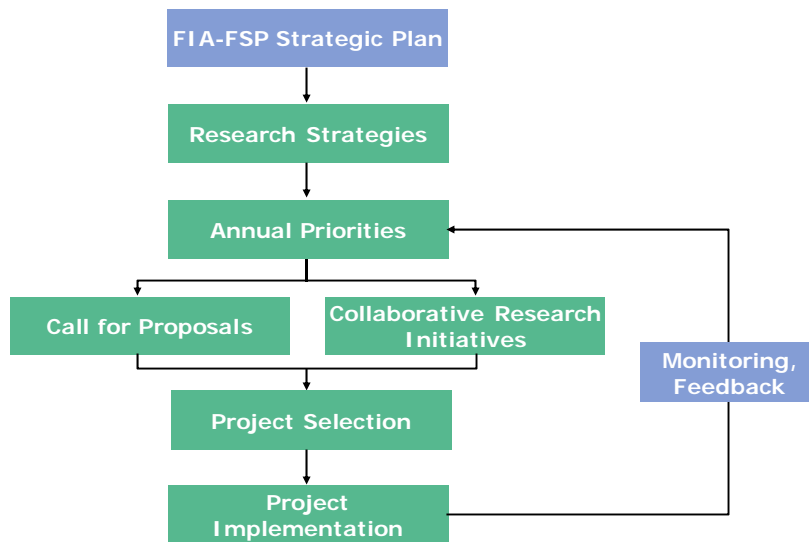 FIA-FSP Strategic Plan
Research Strategies
Annual Priorities
Call for Proposals
Collaborative Research
Initiatives
Monitoring,
Feedback
Project Selection
Project
Implementation